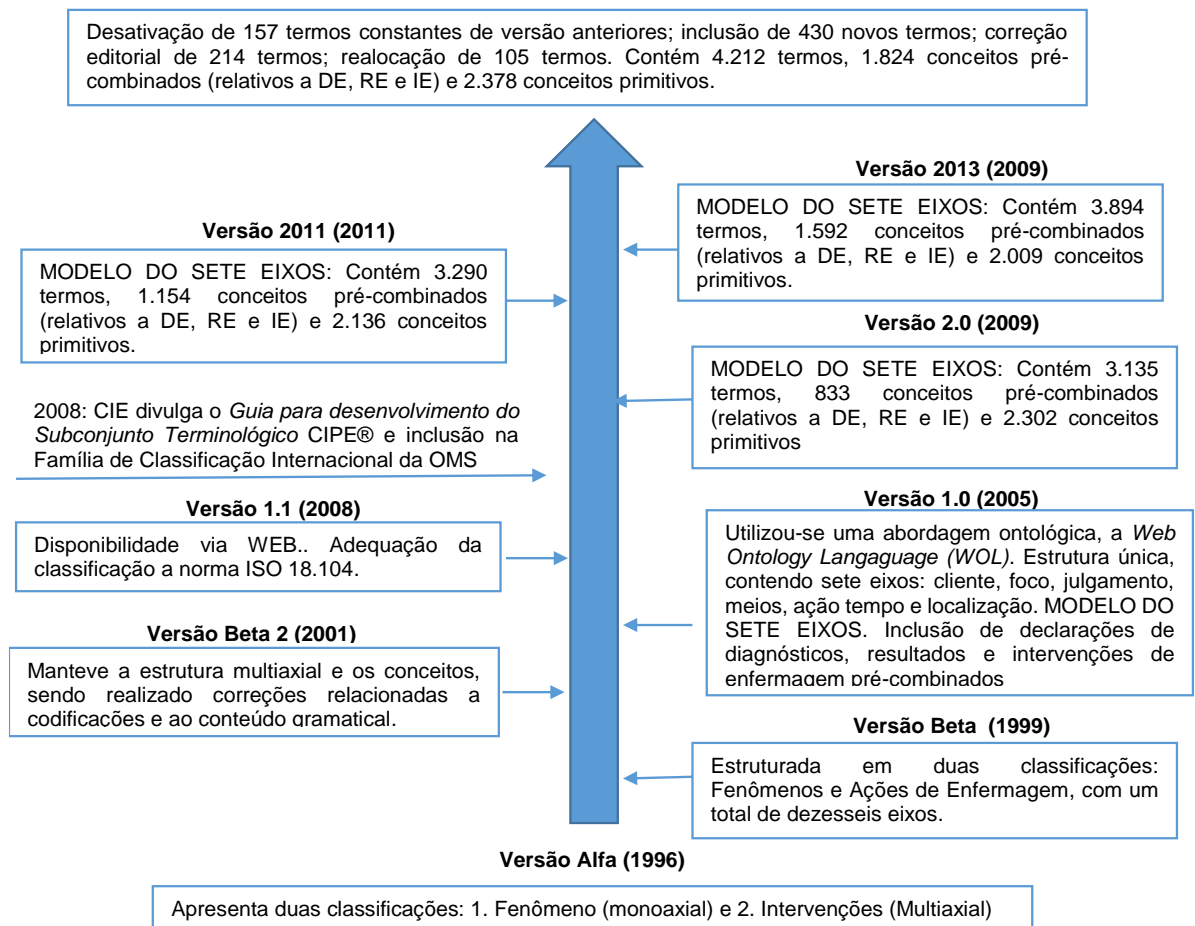 Desativação de 157 termos constantes de versão anteriores; inclusão de 430 novos termos; correção
editorial de 214 termos; realocação de 105 termos. Contém 4.212 termos, 1.824 conceitos pré-
combinados (relativos a DE, RE e IE) e 2.378 conceitos primitivos.
Versão 2013 (2009)
MODELO DO SETE EIXOS: Contém 3.894
termos, 1.592 conceitos pré-combinados
(relativos a DE, RE e IE) e 2.009 conceitos
primitivos.
Versão 2011 (2011)
MODELO DO SETE EIXOS: Contém 3.290
termos, 1.154 conceitos pré-combinados
(relativos a DE, RE e IE) e 2.136 conceitos
primitivos.
Versão 2.0 (2009)
MODELO DO SETE EIXOS: Contém 3.135
termos, 833 conceitos pré-combinados
(relativos a DE, RE e IE) e 2.302 conceitos
primitivos
2008: CIE divulga o Guia para desenvolvimento do
Subconjunto Terminológico CIPE® e inclusão na
Família de Classificação Internacional da OMS
Versão 1.1 (2008)
Disponibilidade via WEB.. Adequação da
classificação a norma ISO 18.104.
Versão 1.0 (2005)
Utilizou-se uma abordagem ontológica, a Web
Ontology Langaguage (WOL). Estrutura única,
contendo sete eixos: cliente, foco, julgamento,
meios, ação tempo e localização. MODELO DO
SETE EIXOS. Inclusão de declarações de
diagnósticos, resultados e intervenções de
enfermagem pré-combinados
Versão Beta 2 (2001)
Manteve a estrutura multiaxial e os conceitos,
sendo realizado correções relacionadas a
codificações e ao conteúdo gramatical.
Versão Beta (1999)
Estruturada em duas classificações:
Fenômenos e Ações de Enfermagem, com um
total de dezesseis eixos.
Versão Alfa (1996)
Apresenta duas classificações: 1. Fenômeno (monoaxial) e 2. Intervenções (Multiaxial)